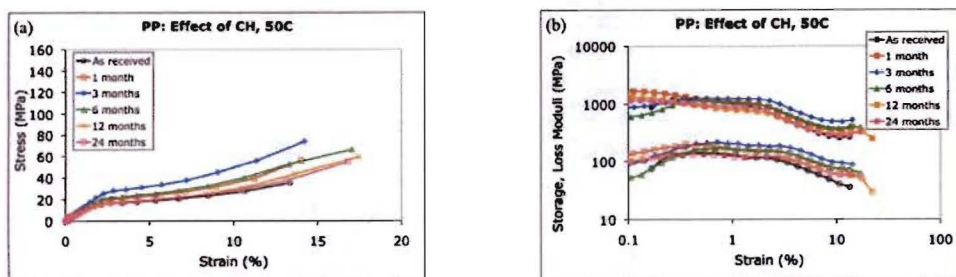 (a)
PP: Effect of CH, 50C
160
140
120
100
80
60
40
20
0
Stress (MPa)
As received
1 month
3 months
6 months
12 months
24 months
0
5
10
15
20
Strain (%)
(b)
PP: Effect of CH, 50C
10000
1000
100
10
Storage, Loss Moduli (MPa)
As received
1 month
3 months
6 months
12 months
24 months
0.1
1
10
100
Strain (%)